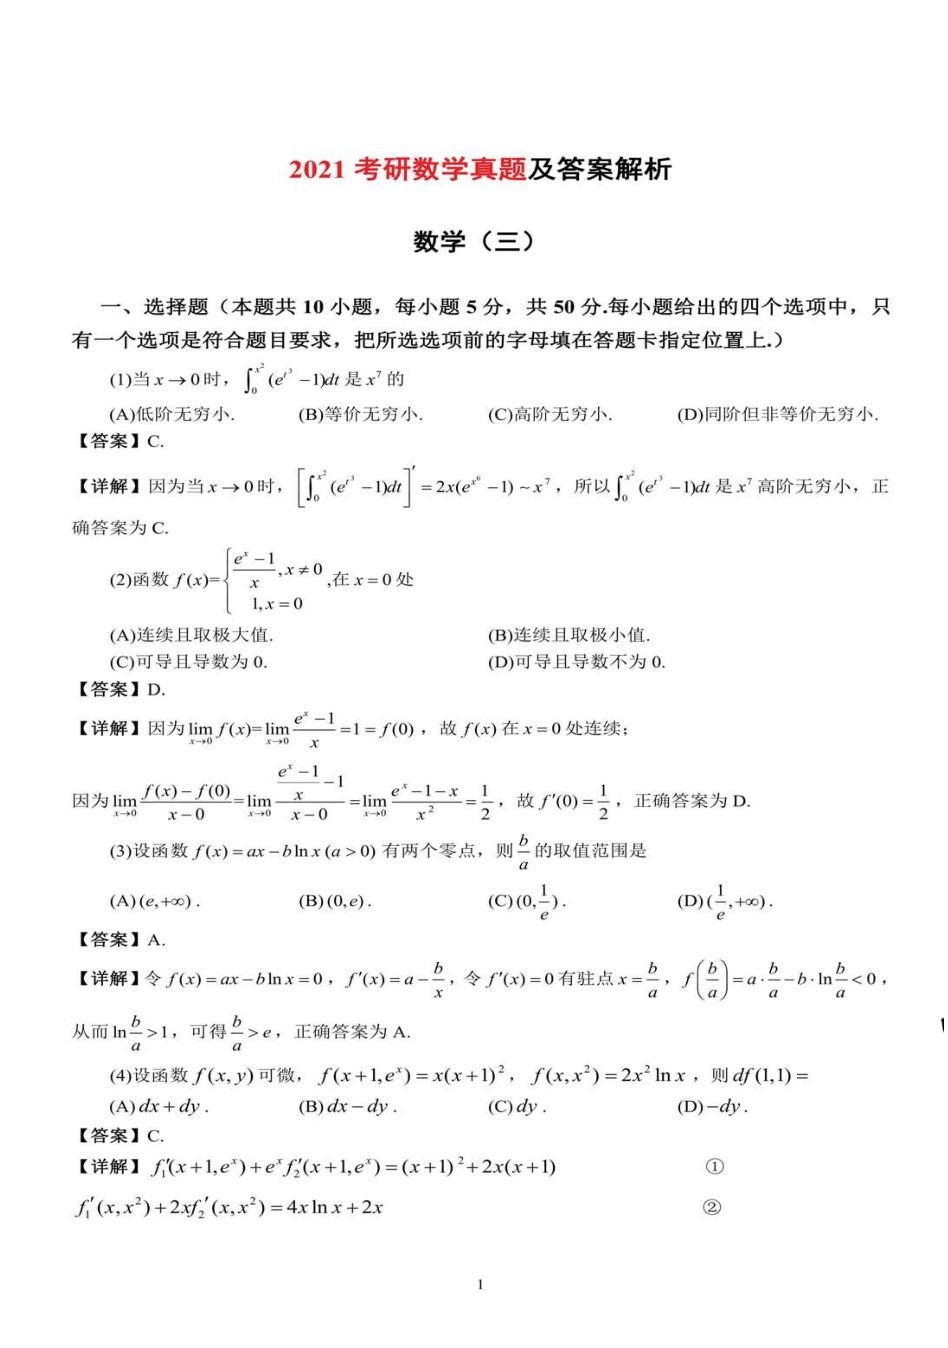 2021 考研数学真题及答案解析
数学（三）
一、选择题（本题共 10 小题，每小题 5 分，共 50 分.每小题给出的四个选项中，只
有一个选项是符合题目要求，把所选选项前的字母填在答题卡指定位置上.）
(1)当 x → 0 时，∫₀^{x²} (e^{t³} − 1)dt 是 x⁷ 的
(A)低阶无穷小. (B)等价无穷小. (C)高阶无穷小. (D)同阶但非等价无穷小.
【答案】C.
【详解】因为当 x → 0 时，[∫₀^{x²} (e^{t³} − 1)dt]′ = 2x(e^{x⁶} − 1) ~ x⁷，所以 ∫₀^{x²} (e^{t³} − 1)dt 是 x⁷ 高阶无穷小，正
确答案为 C.
(2)函数 f(x)= { (e^x − 1)/x, x ≠ 0; 1, x = 0 ,在 x = 0 处
(A)连续且取极大值. (B)连续且取极小值.
(C)可导且导数为 0. (D)可导且导数不为 0.
【答案】D.
【详解】因为 lim_{x→0} f(x)= lim_{x→0} (e^x − 1)/x =1 = f(0)，故 f(x) 在 x = 0 处连续；
因为 lim_{x→0} (f(x) − f(0))/(x − 0) = lim_{x→0} ((e^x − 1)/x − 1)/(x − 0) = lim_{x→0} (e^x − 1 − x)/x² = 1/2，故 f′(0) = 1/2，正确答案为 D.
(3)设函数 f(x) = ax − b ln x (a > 0) 有两个零点，则 b/a 的取值范围是
(A) (e, +∞). (B) (0, e). (C) (0, 1/e). (D) (1/e, +∞).
【答案】A.
【详解】令 f(x) = ax − b ln x = 0，f′(x) = a − b/x，令 f′(x) = 0 有驻点 x = b/a，f(b/a) = a · b/a − b · ln b/a < 0，
从而 ln b/a > 1，可得 b/a > e，正确答案为 A.
(4)设函数 f(x, y) 可微，f(x + 1, e^x) = x(x + 1)²，f(x, x²) = 2x² ln x，则 df(1,1) =
(A) dx + dy. (B) dx − dy. (C) dy. (D) −dy.
【答案】C.
【详解】f₁′(x + 1, e^x) + e^x f₂′(x + 1, e^x) = (x + 1)² + 2x(x + 1) ①
f₁′(x, x²) + 2xf₂′(x, x²) = 4x ln x + 2x ②
1